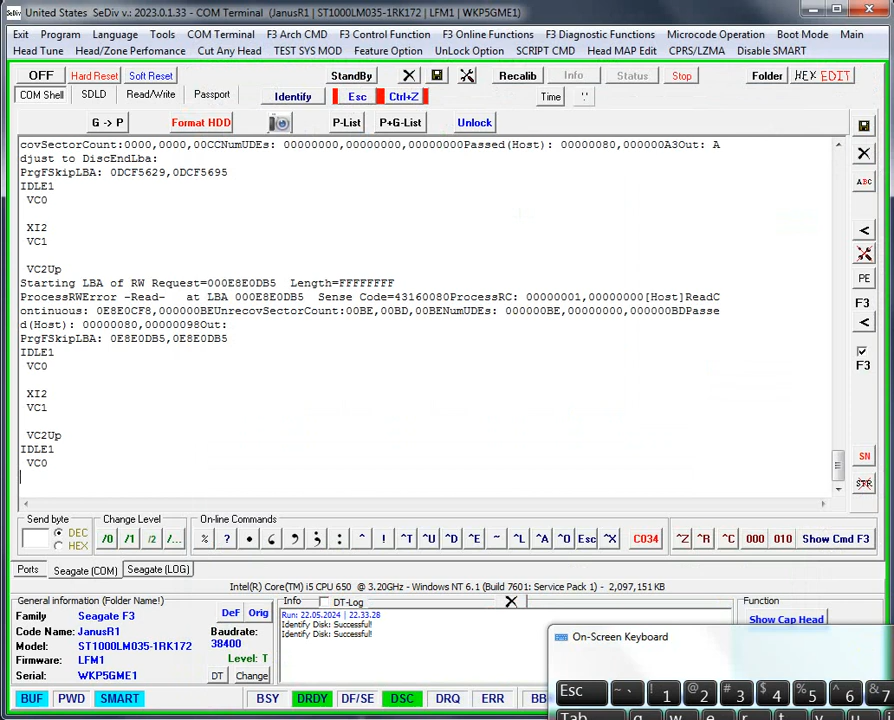 United States SeDiv v.: 2023.0.1.33 - COM Terminal (JanusR1 | ST1000LM035-1RK172 | LFM1 | WKP5GME1)
Exit Program Language Tools COM Terminal F3 Arch CMD F3 Control Function F3 Online Functions F3 Diagnostic Functions Microcode Operation Boot Mode Main
Head Tune Head/Zone Perfomance Cut Any Head TEST SYS MOD Feature Option UnLock Option SCRIPT CMD Head MAP Edit CPRS/LZMA Disable SMART
OFF Hard Reset Soft Reset StandBy Recalib Info Status Stop Folder HEX EDIT
COM Shell SDLD Read/Write Passport Identify Esc Ctrl+Z Time
G -> P Format HDD P-List P+G-List Unlock
covSectorCount:0000,0000,00CCNumUDEs: 00000000,00000000,00000000Passed(Host): 00000080,000000A3Out: A
djust to DiscEndLba:
PrgFSkipLBA: 0DCF5629,0DCF5695
IDLE1
VC0
XI2
VC1
VC2Up
Starting LBA of RW Request=000E8E0DB5 Length=FFFFFFFF
ProcessRWError -Read- at LBA 000E8E0DB5 Sense Code=43160080ProcessRC: 00000001,00000000[Host]ReadC
ontinuous: 0E8E0CF8,000000BEUnrecovSectorCount:00BE,00BD,00BENumUDEs: 000000BE,00000000,000000BDPasse
d(Host): 00000080,00000098Out:
PrgFSkipLBA: 0E8E0DB5,0E8E0DB5
IDLE1
VC0
XI2
VC1
VC2Up
IDLE1
VC0
ABC
<
PE
F3
<
F3
SN
STR
Send byte Change Level On-line Commands
DEC
HEX
/0 /1 /2 /... % ? ^ ! ^T ^U ^D ^E ~ ^L ^A ^O Esc ^X C034 ^Z ^R ^C 000 010 Show Cmd F3
Ports Seagate (COM) Seagate (LOG)
Intel(R) Core(TM) i5 CPU 650 @ 3.20GHz - Windows NT 6.1 (Build 7601: Service Pack 1) - 2,097,151 KB
General information (Folder Name!) Info DT-Log Function
Family Seagate F3
Code Name: JanusR1
Model: ST1000LM035-1RK172
Firmware: LFM1
Serial: WKP5GME1
Def Orig
Baudrate:
38400
Level: T
DT Change
Run: 22.05.2024 | 22.33.28
Identify Disk: Successful!
Identify Disk: Successful!
Show Cap Head
On-Screen Keyboard
Esc ~ ` ! 1 @ 2 # 3 $ 4 % 5 ^ 6 & 7
Tab q w e r t y u
BUF PWD SMART BSY DRDY DF/SE DSC DRQ ERR